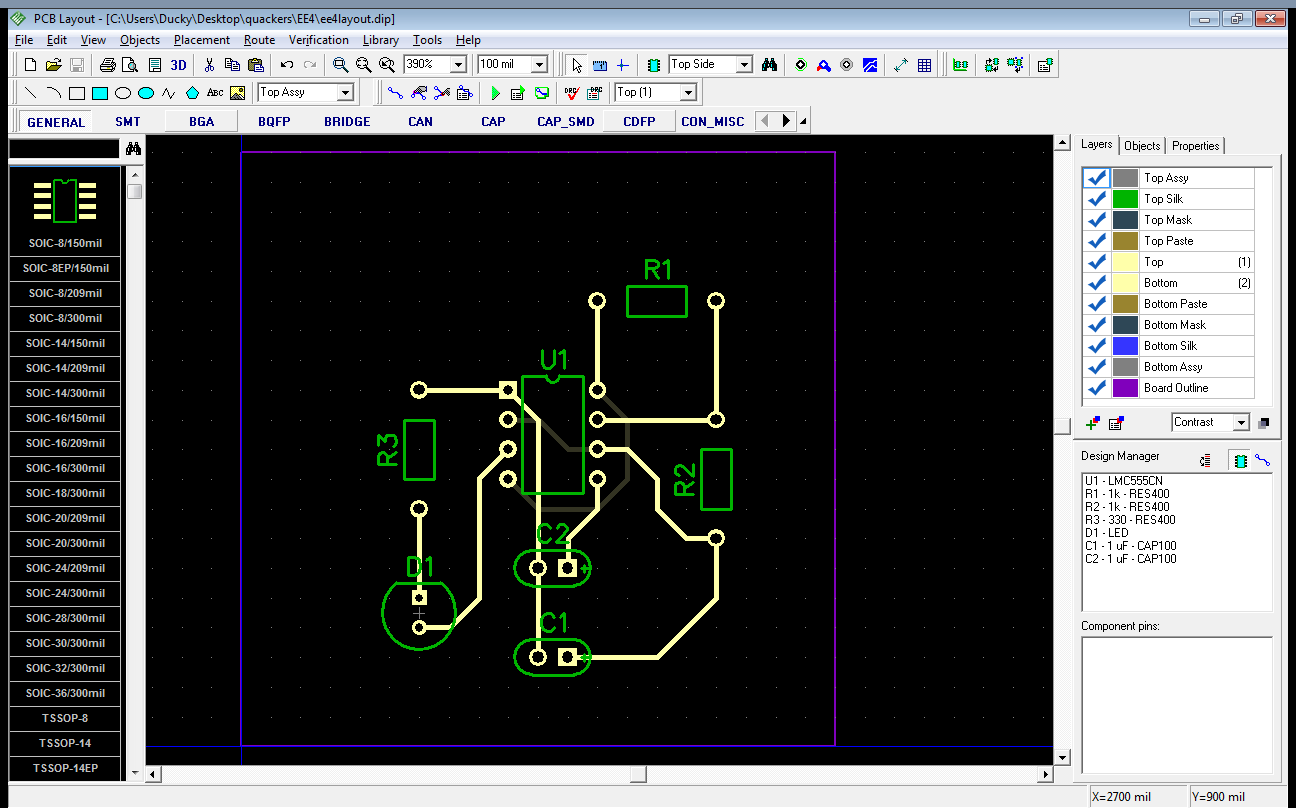 PCB Layout - [C:\Users\Ducky\Desktop\quackers\EE4\ee4layout.dip]
File Edit View Objects Placement Route Verification Library Tools Help
3D 390% 100 mil Top Side
ABC Top Assy DRC DRC Top (1)
GENERAL SMT BGA BQFP BRIDGE CAN CAP CAP_SMD CDFP CON_MISC
SOIC-8/150mil
SOIC-8EP/150mil
SOIC-8/209mil
SOIC-8/300mil
SOIC-14/150mil
SOIC-14/209mil
SOIC-14/300mil
SOIC-16/150mil
SOIC-16/209mil
SOIC-16/300mil
SOIC-18/300mil
SOIC-20/209mil
SOIC-20/300mil
SOIC-24/209mil
SOIC-24/300mil
SOIC-28/300mil
SOIC-30/300mil
SOIC-32/300mil
SOIC-36/300mil
TSSOP-8
TSSOP-14
TSSOP-14EP
R1
U1
R3
R2
C2
D1
C1
Layers Objects Properties
Top Assy
Top Silk
Top Mask
Top Paste
Top (1)
Bottom (2)
Bottom Paste
Bottom Mask
Bottom Silk
Bottom Assy
Board Outline
Contrast
Design Manager
U1 - LMC555CN
R1 - 1k - RES400
R2 - 1k - RES400
R3 - 330 - RES400
D1 - LED
C1 - 1 uF - CAP100
C2 - 1 uF - CAP100
Component pins:
X=2700 mil Y=900 mil